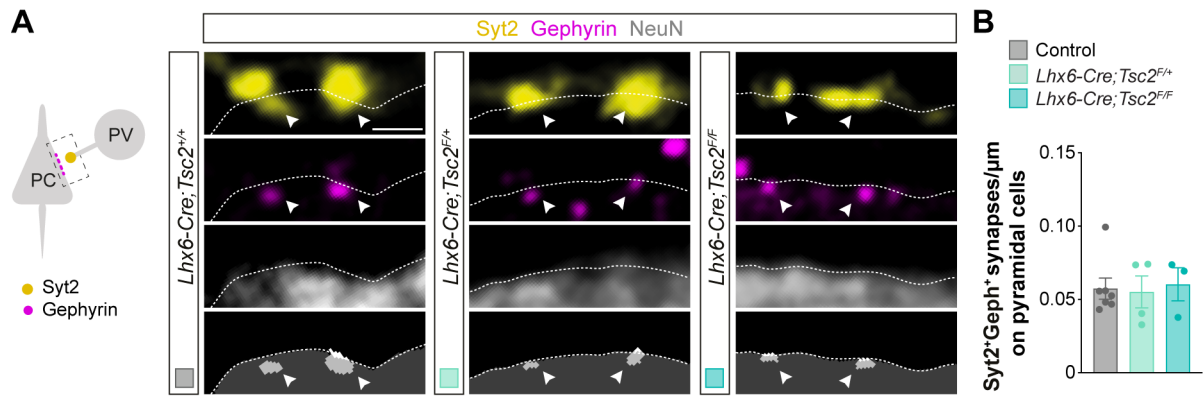 A
Syt2 Gephyrin NeuN
PV
PC
Syt2
Gephyrin
Lhx6-Cre;Tsc2+/+
Lhx6-Cre;Tsc2F/+
Lhx6-Cre;Tsc2F/F
B
Control
Lhx6-Cre;Tsc2F/+
Lhx6-Cre;Tsc2F/F
Syt2+Geph+ synapses/μm
on pyramidal cells
0.15
0.10
0.05
0